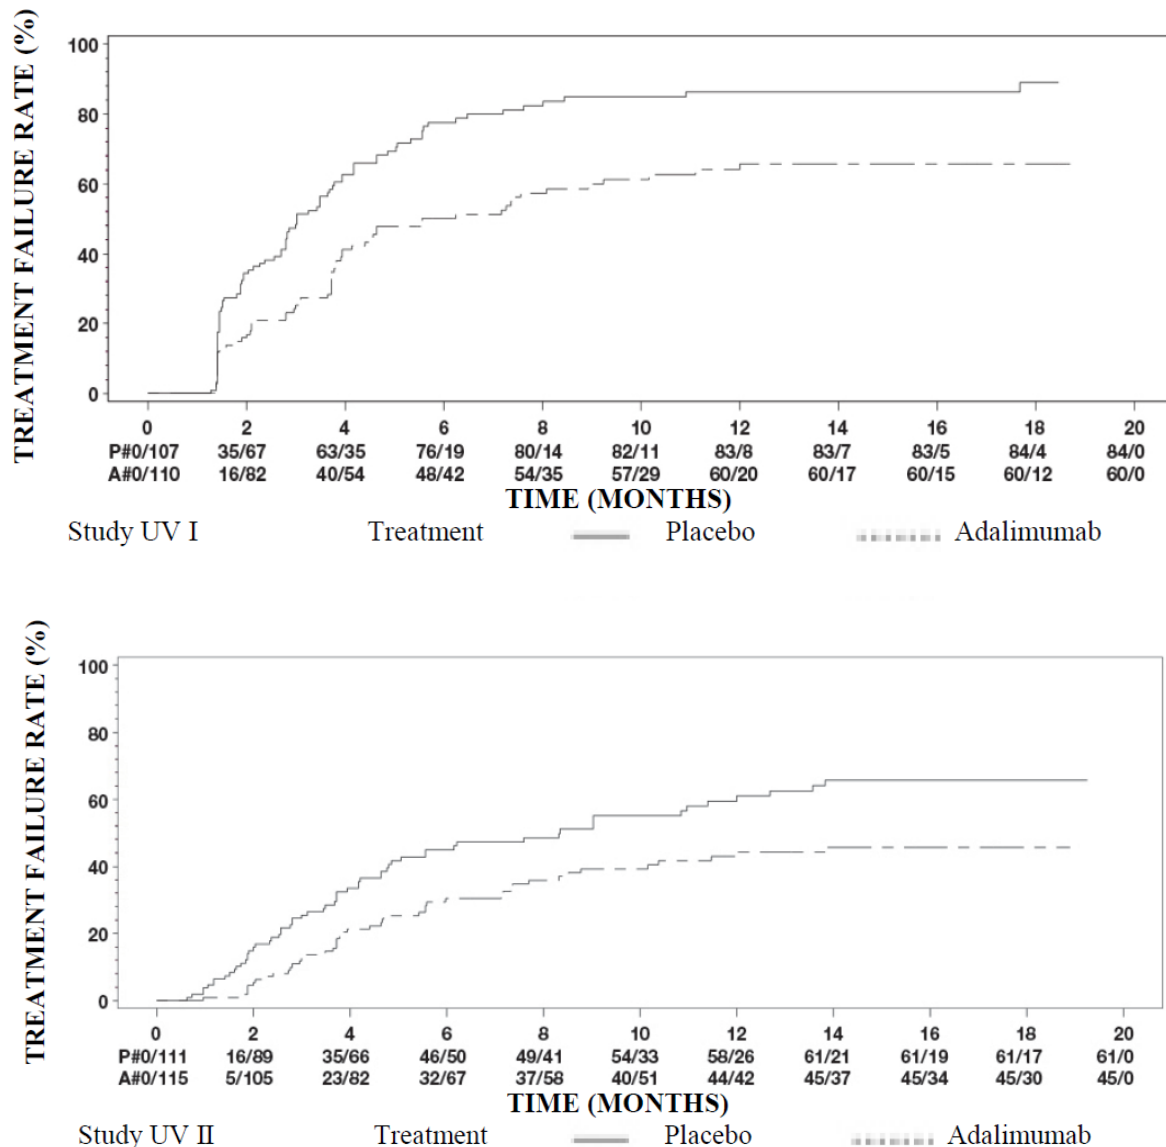 TREATMENT FAILURE RATE (%)
100
80
60
40
20
0
0 2 4 6 8 10 12 14 16 18 20
P#0/107 35/67 63/35 76/19 80/14 82/11 83/8 83/7 83/5 84/4 84/0
A#0/110 16/82 40/54 48/42 54/35 57/29 60/20 60/17 60/15 60/12 60/0
TIME (MONTHS)
Study UV I Treatment Placebo Adalimumab
TREATMENT FAILURE RATE (%)
100
80
60
40
20
0
0 2 4 6 8 10 12 14 16 18 20
P#0/111 16/89 35/66 46/50 49/41 54/33 58/26 61/21 61/19 61/17 61/0
A#0/115 5/105 23/82 32/67 37/58 40/51 44/42 45/37 45/34 45/30 45/0
TIME (MONTHS)
Study UV II Treatment Placebo Adalimumab